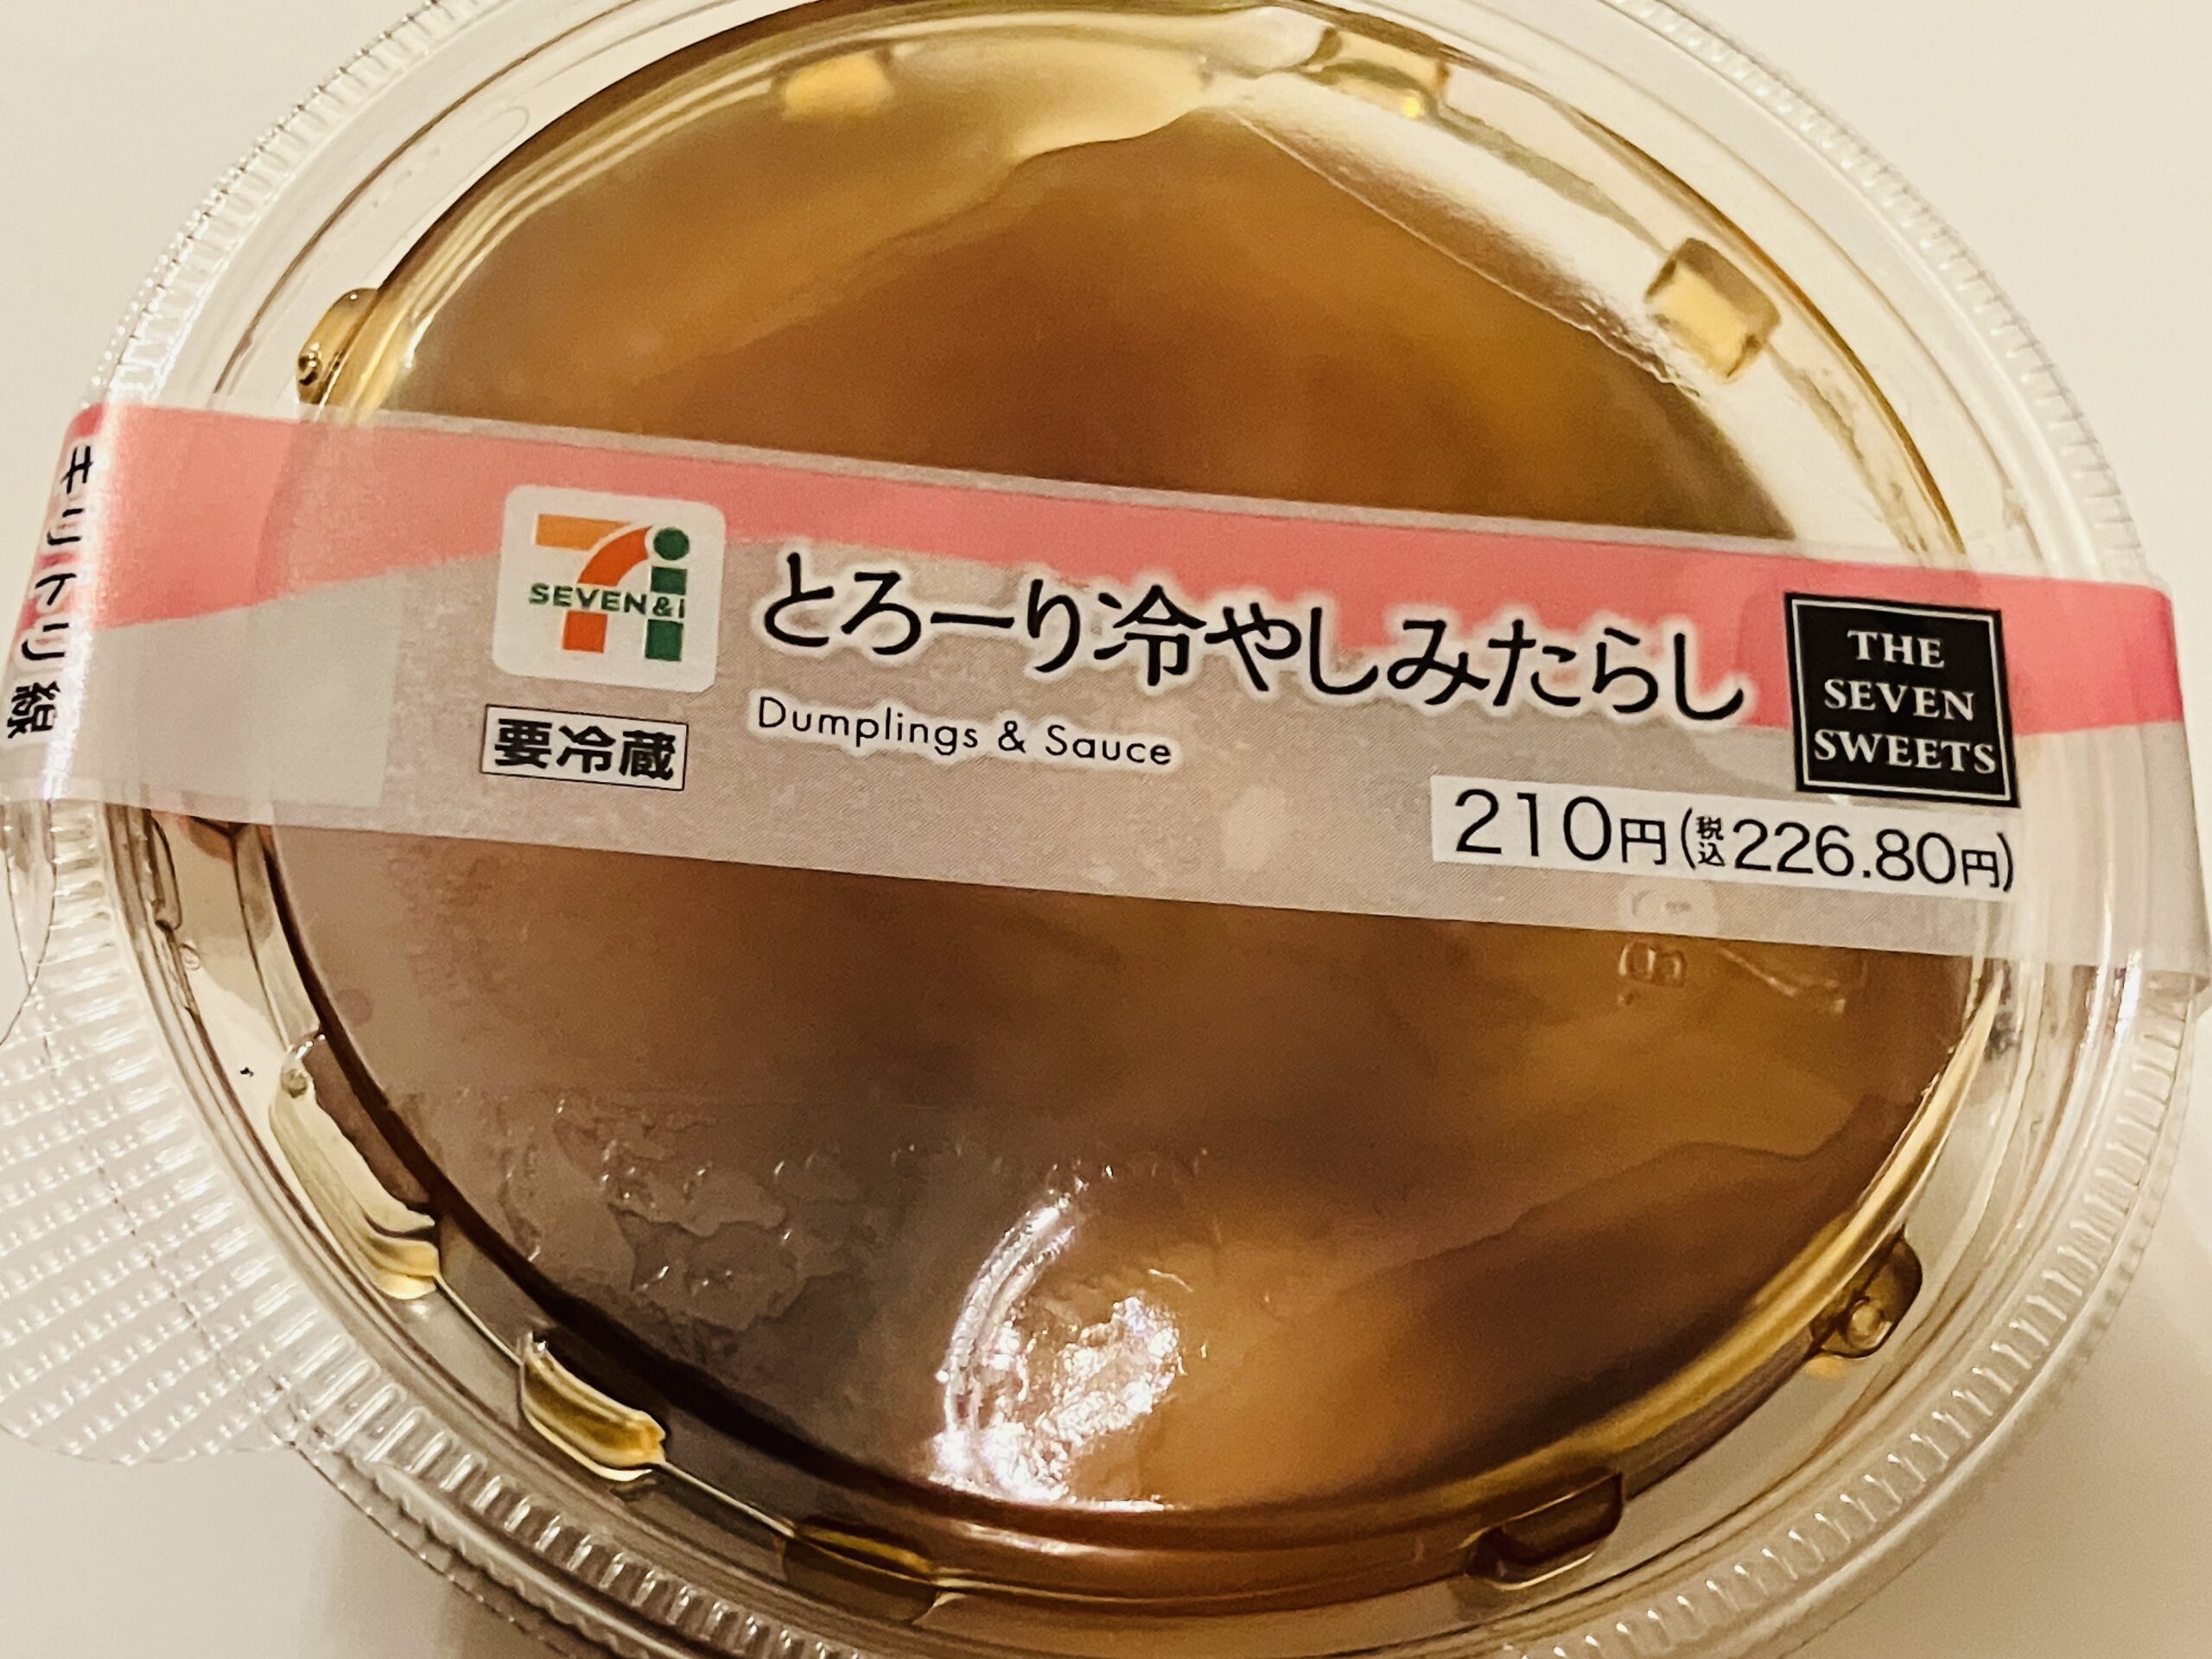 キリトリ線
7i
SEVEN&i
とろーり冷やしみたらし
Dumplings & Sauce
要冷蔵
THE
SEVEN
SWEETS
210円(税込226.80円)